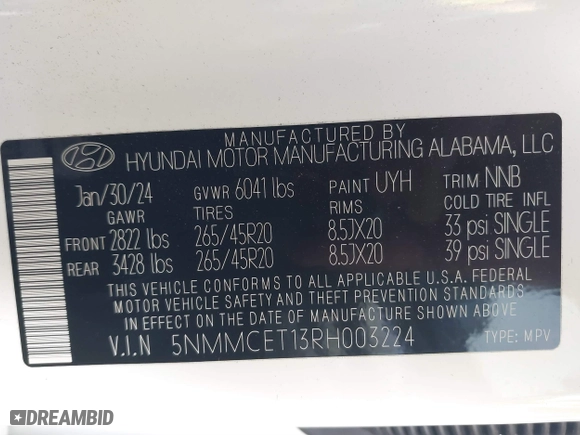 MANUFACTURED BY
HYUNDAI MOTOR MANUFACTURING ALABAMA, LLC
Jan/30/24 GVWR 6041 lbs PAINT UYH TRIM NNB
GAWR TIRES RIMS COLD TIRE INFL
FRONT 2822 lbs 265/45R20 8.5JX20 33 psi SINGLE
REAR 3428 lbs 265/45R20 8.5JX20 39 psi SINGLE
THIS VEHICLE CONFORMS TO ALL APPLICABLE U.S.A. FEDERAL
MOTOR VEHICLE SAFETY AND THEFT PREVENTION STANDARDS
IN EFFECT ON THE DATE OF MANUFACTURE SHOWN ABOVE.
V.I.N 5NMMCET13RH003224 TYPE: MPV
DREAMBID